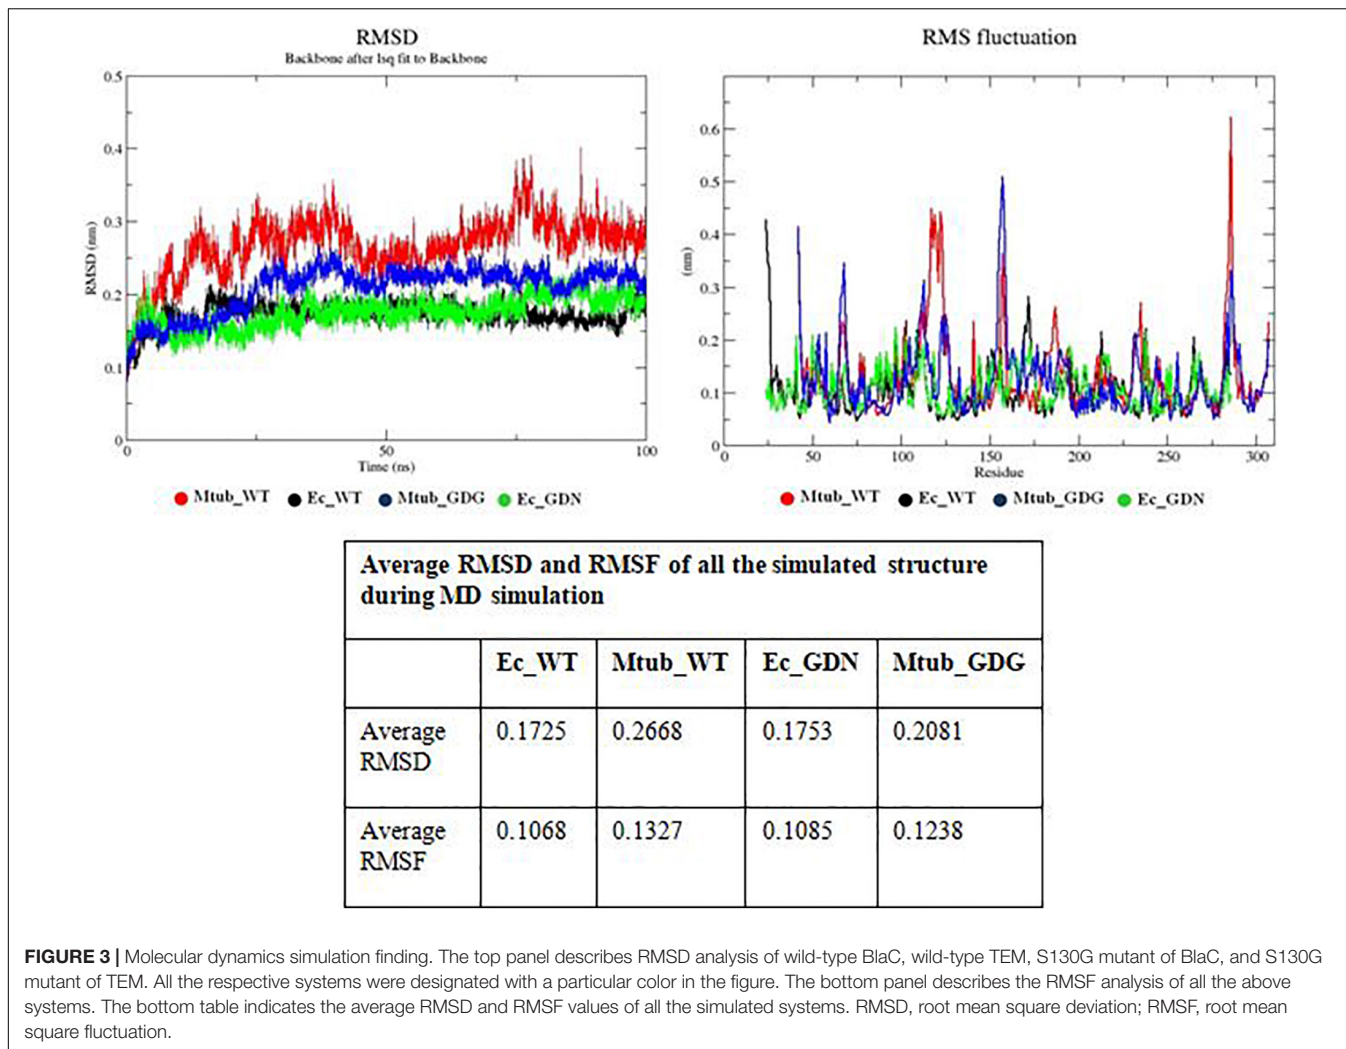 RMSD
Backbone after lsq fit to Backbone
0.5
0.4
0.3
0.2
0.1
0
RMSD (nm)
0
50
100
Time (ns)
Mtub_WT Ec_WT Mtub_GDG Ec_GDN
RMS fluctuation
0.6
0.5
0.4
0.3
0.2
0.1
0
(nm)
0 50 100 150 200 250 300
Residue
Mtub_WT Ec_WT Mtub_GDG Ec_GDN
Average RMSD and RMSF of all the simulated structure
during MD simulation
Ec_WT Mtub_WT Ec_GDN Mtub_GDG
Average
RMSD
0.1725 0.2668 0.1753 0.2081
Average
RMSF
0.1068 0.1327 0.1085 0.1238
FIGURE 3 | Molecular dynamics simulation finding. The top panel describes RMSD analysis of wild-type BlaC, wild-type TEM, S130G mutant of BlaC, and S130G
mutant of TEM. All the respective systems were designated with a particular color in the figure. The bottom panel describes the RMSF analysis of all the above
systems. The bottom table indicates the average RMSD and RMSF values of all the simulated systems. RMSD, root mean square deviation; RMSF, root mean
square fluctuation.